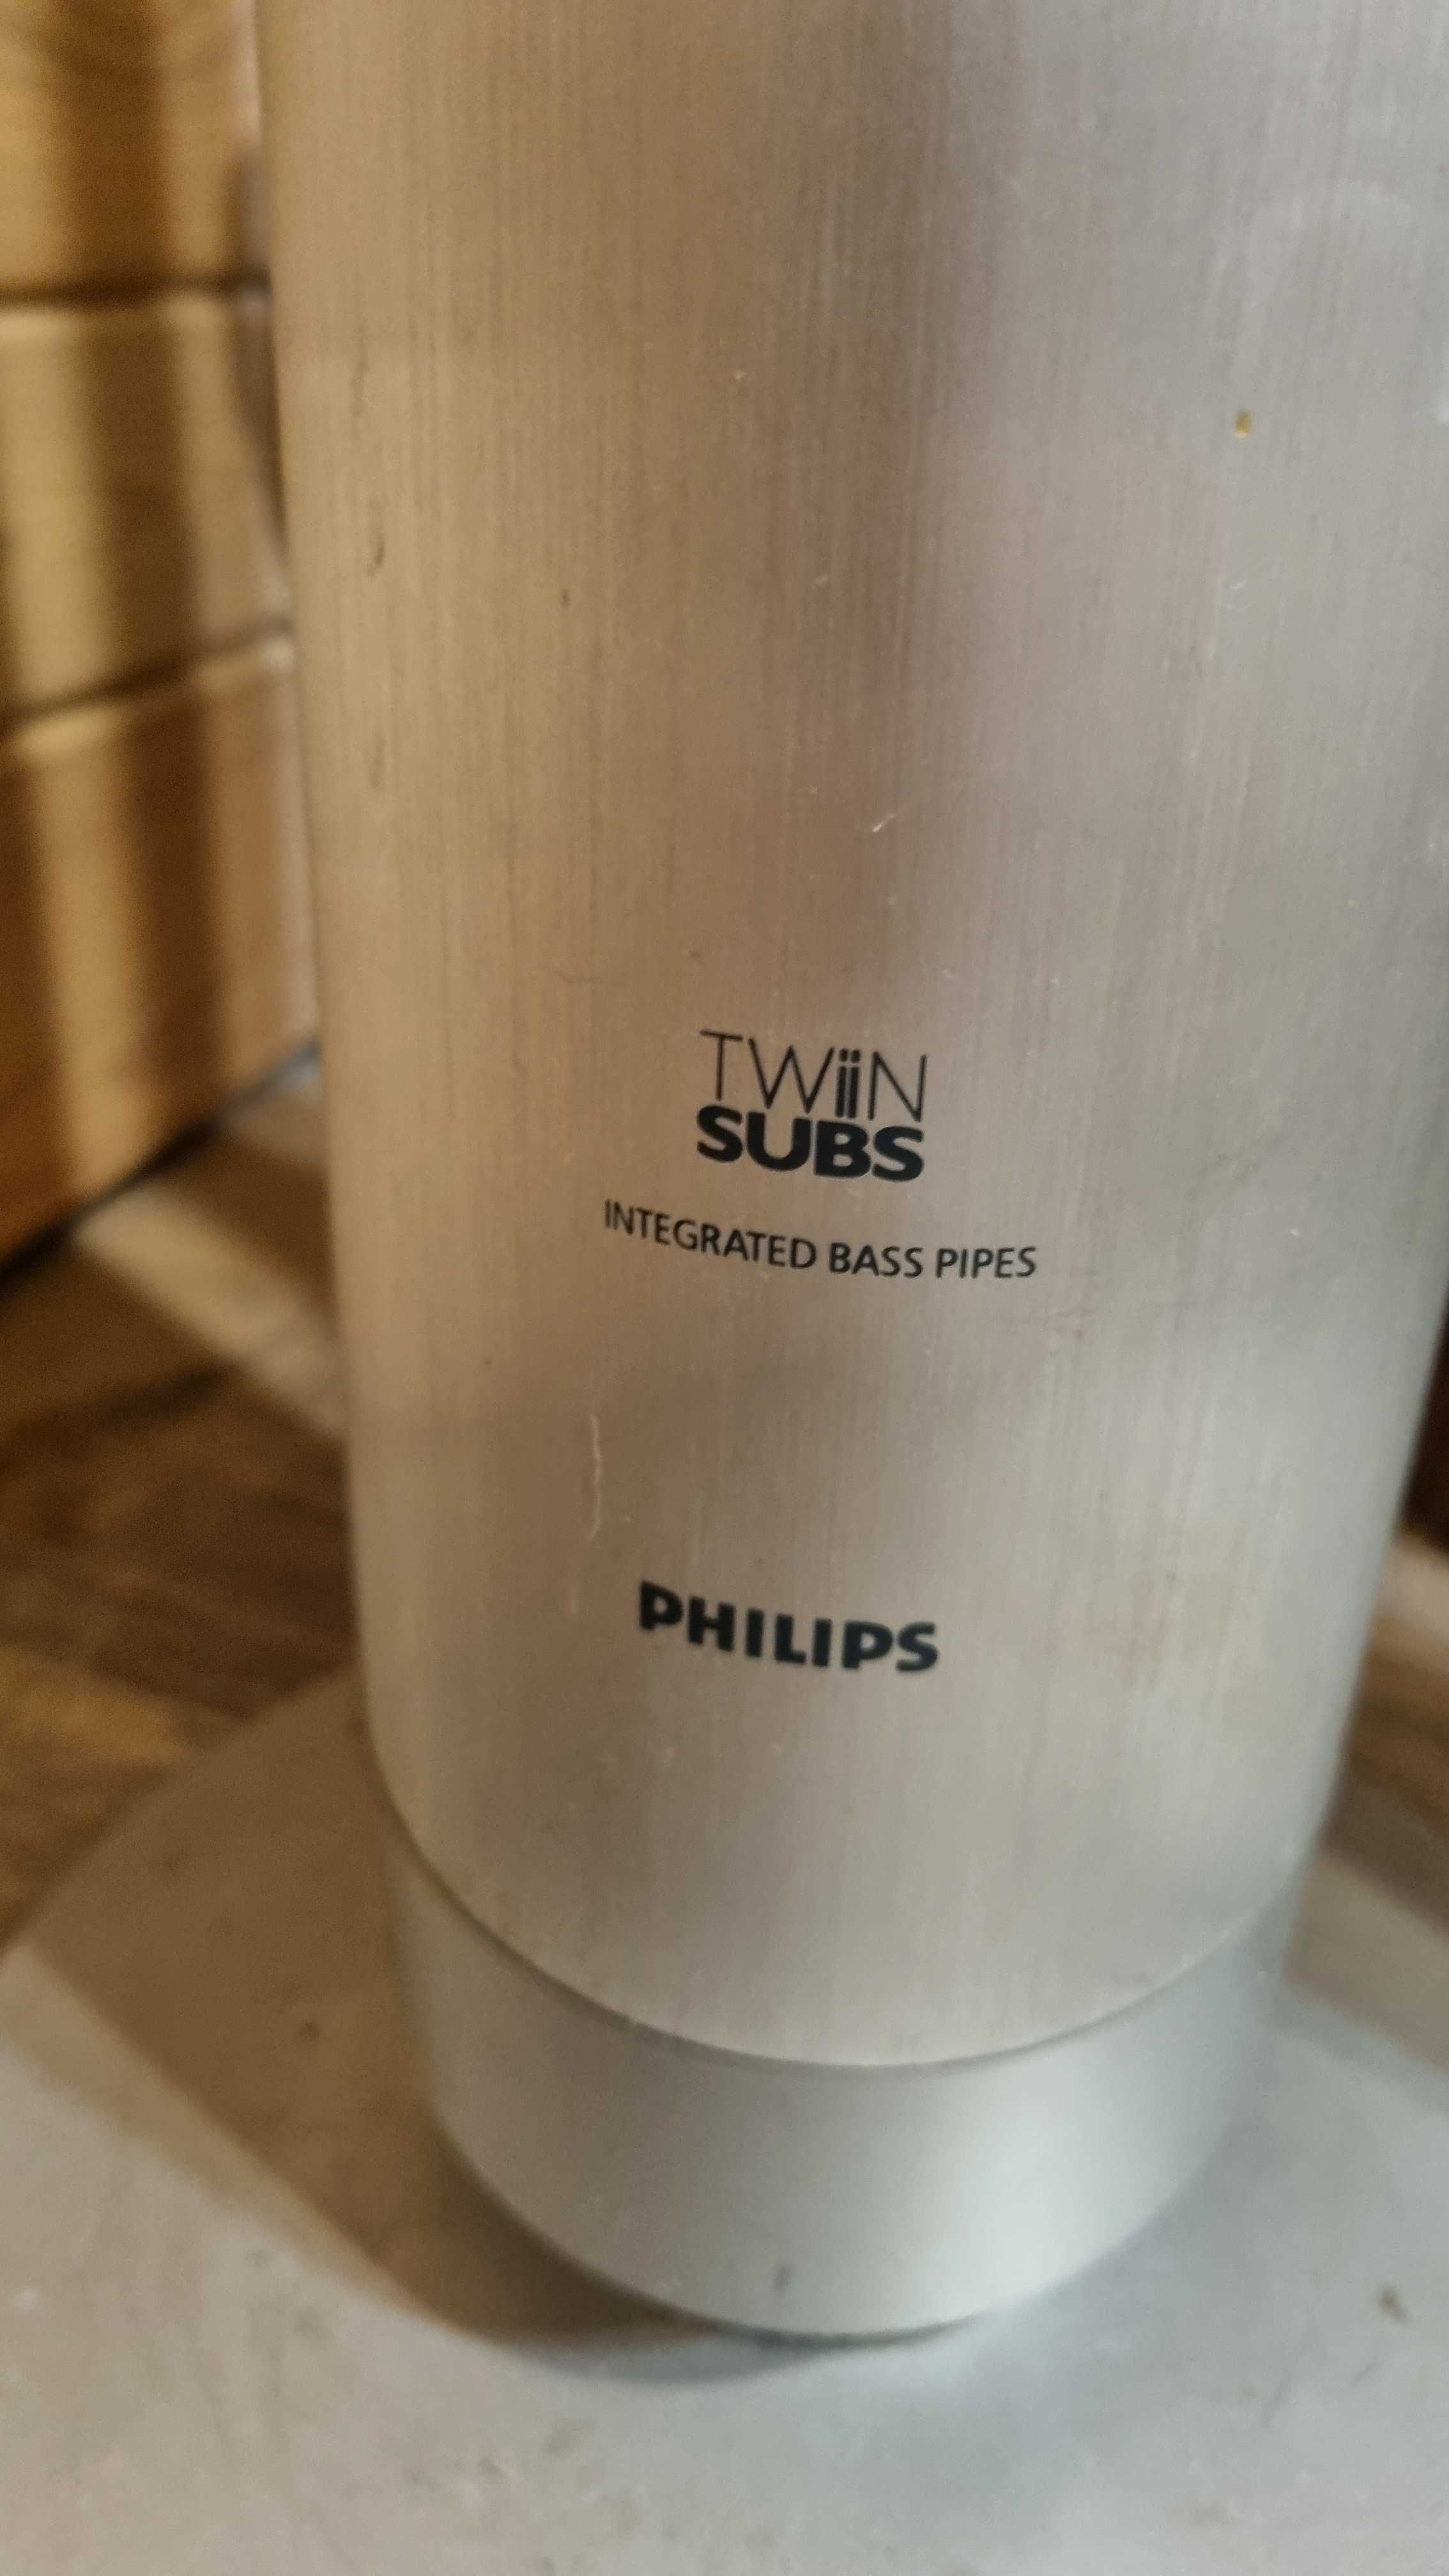 TWiiN
SUBS
INTEGRATED BASS PIPES
PHILIPS